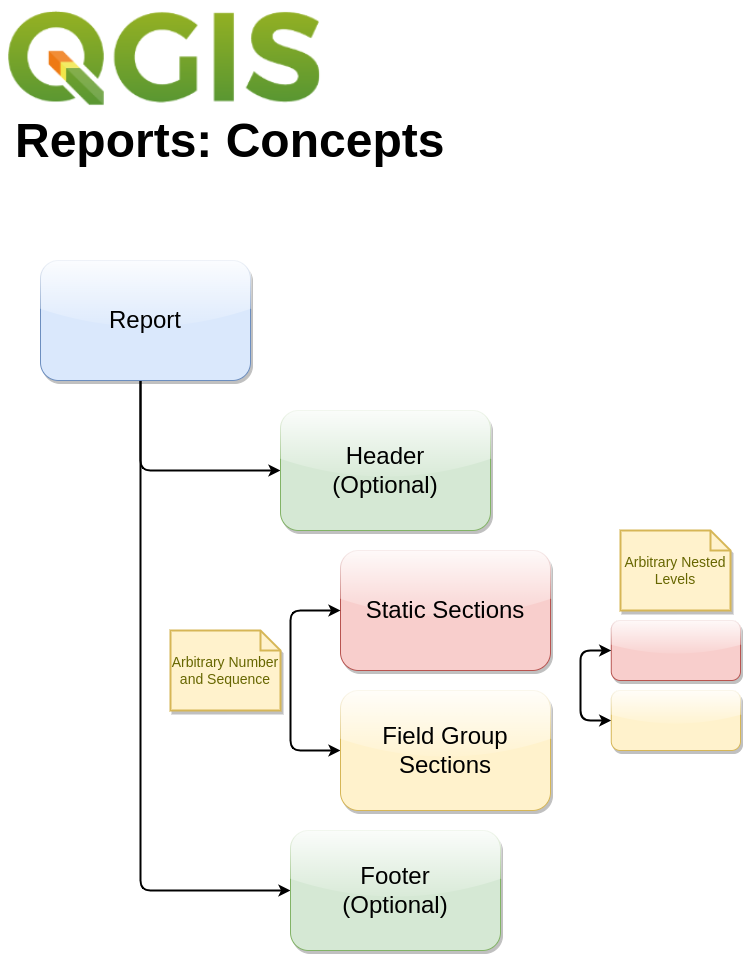 QGIS
Reports: Concepts
Report
Header
(Optional)
Static Sections
Arbitrary Nested
Levels
Arbitrary Number
and Sequence
Field Group
Sections
Footer
(Optional)